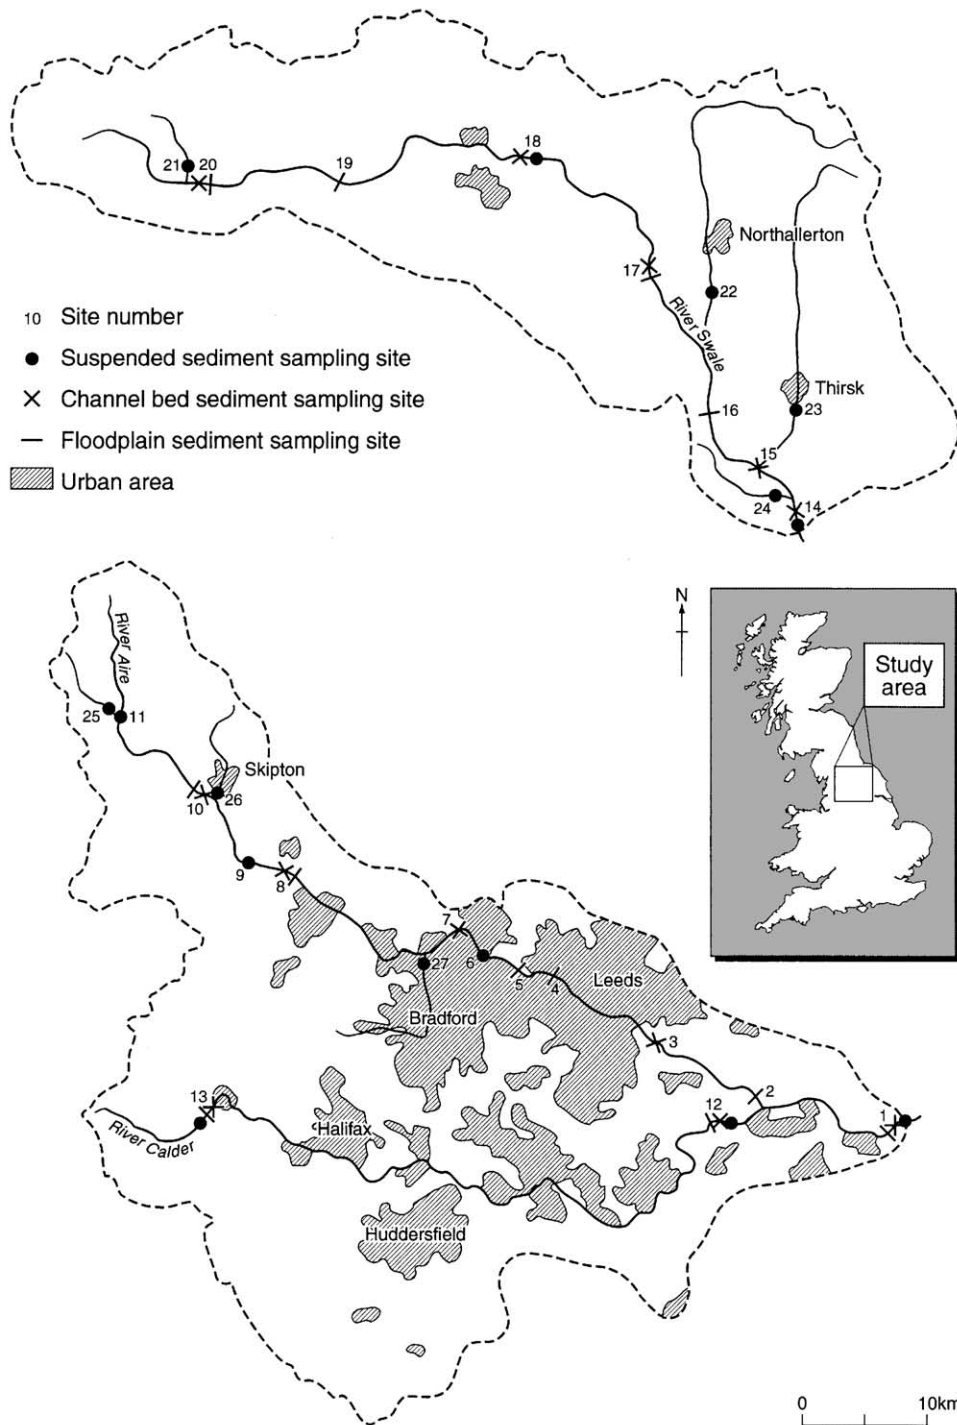 21
20
19
18
17
Northallerton
22
River Swale
Thirsk
23
16
15
24
14
10 Site number
Suspended sediment sampling site
Channel bed sediment sampling site
Floodplain sediment sampling site
Urban area
N
Study
area
River Aire
25
11
Skipton
10
26
9
8
7
6
5
4
Leeds
27
Bradford
3
2
1
12
13
River Calder
Halifax
Huddersfield
0
10km